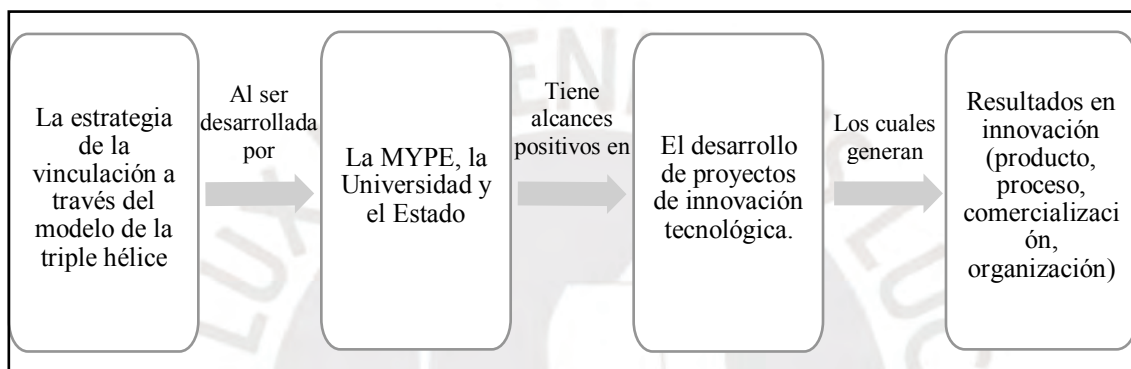 La estrategia
de la
vinculación a
través del
modelo de la
triple hélice
Al ser
desarrollada
por
La MYPE, la
Universidad y
el Estado
Tiene
alcances
positivos en
El desarrollo
de proyectos
de innovación
tecnológica.
Los cuales
generan
Resultados en
innovación
(producto,
proceso,
comercializaci
ón,
organización)